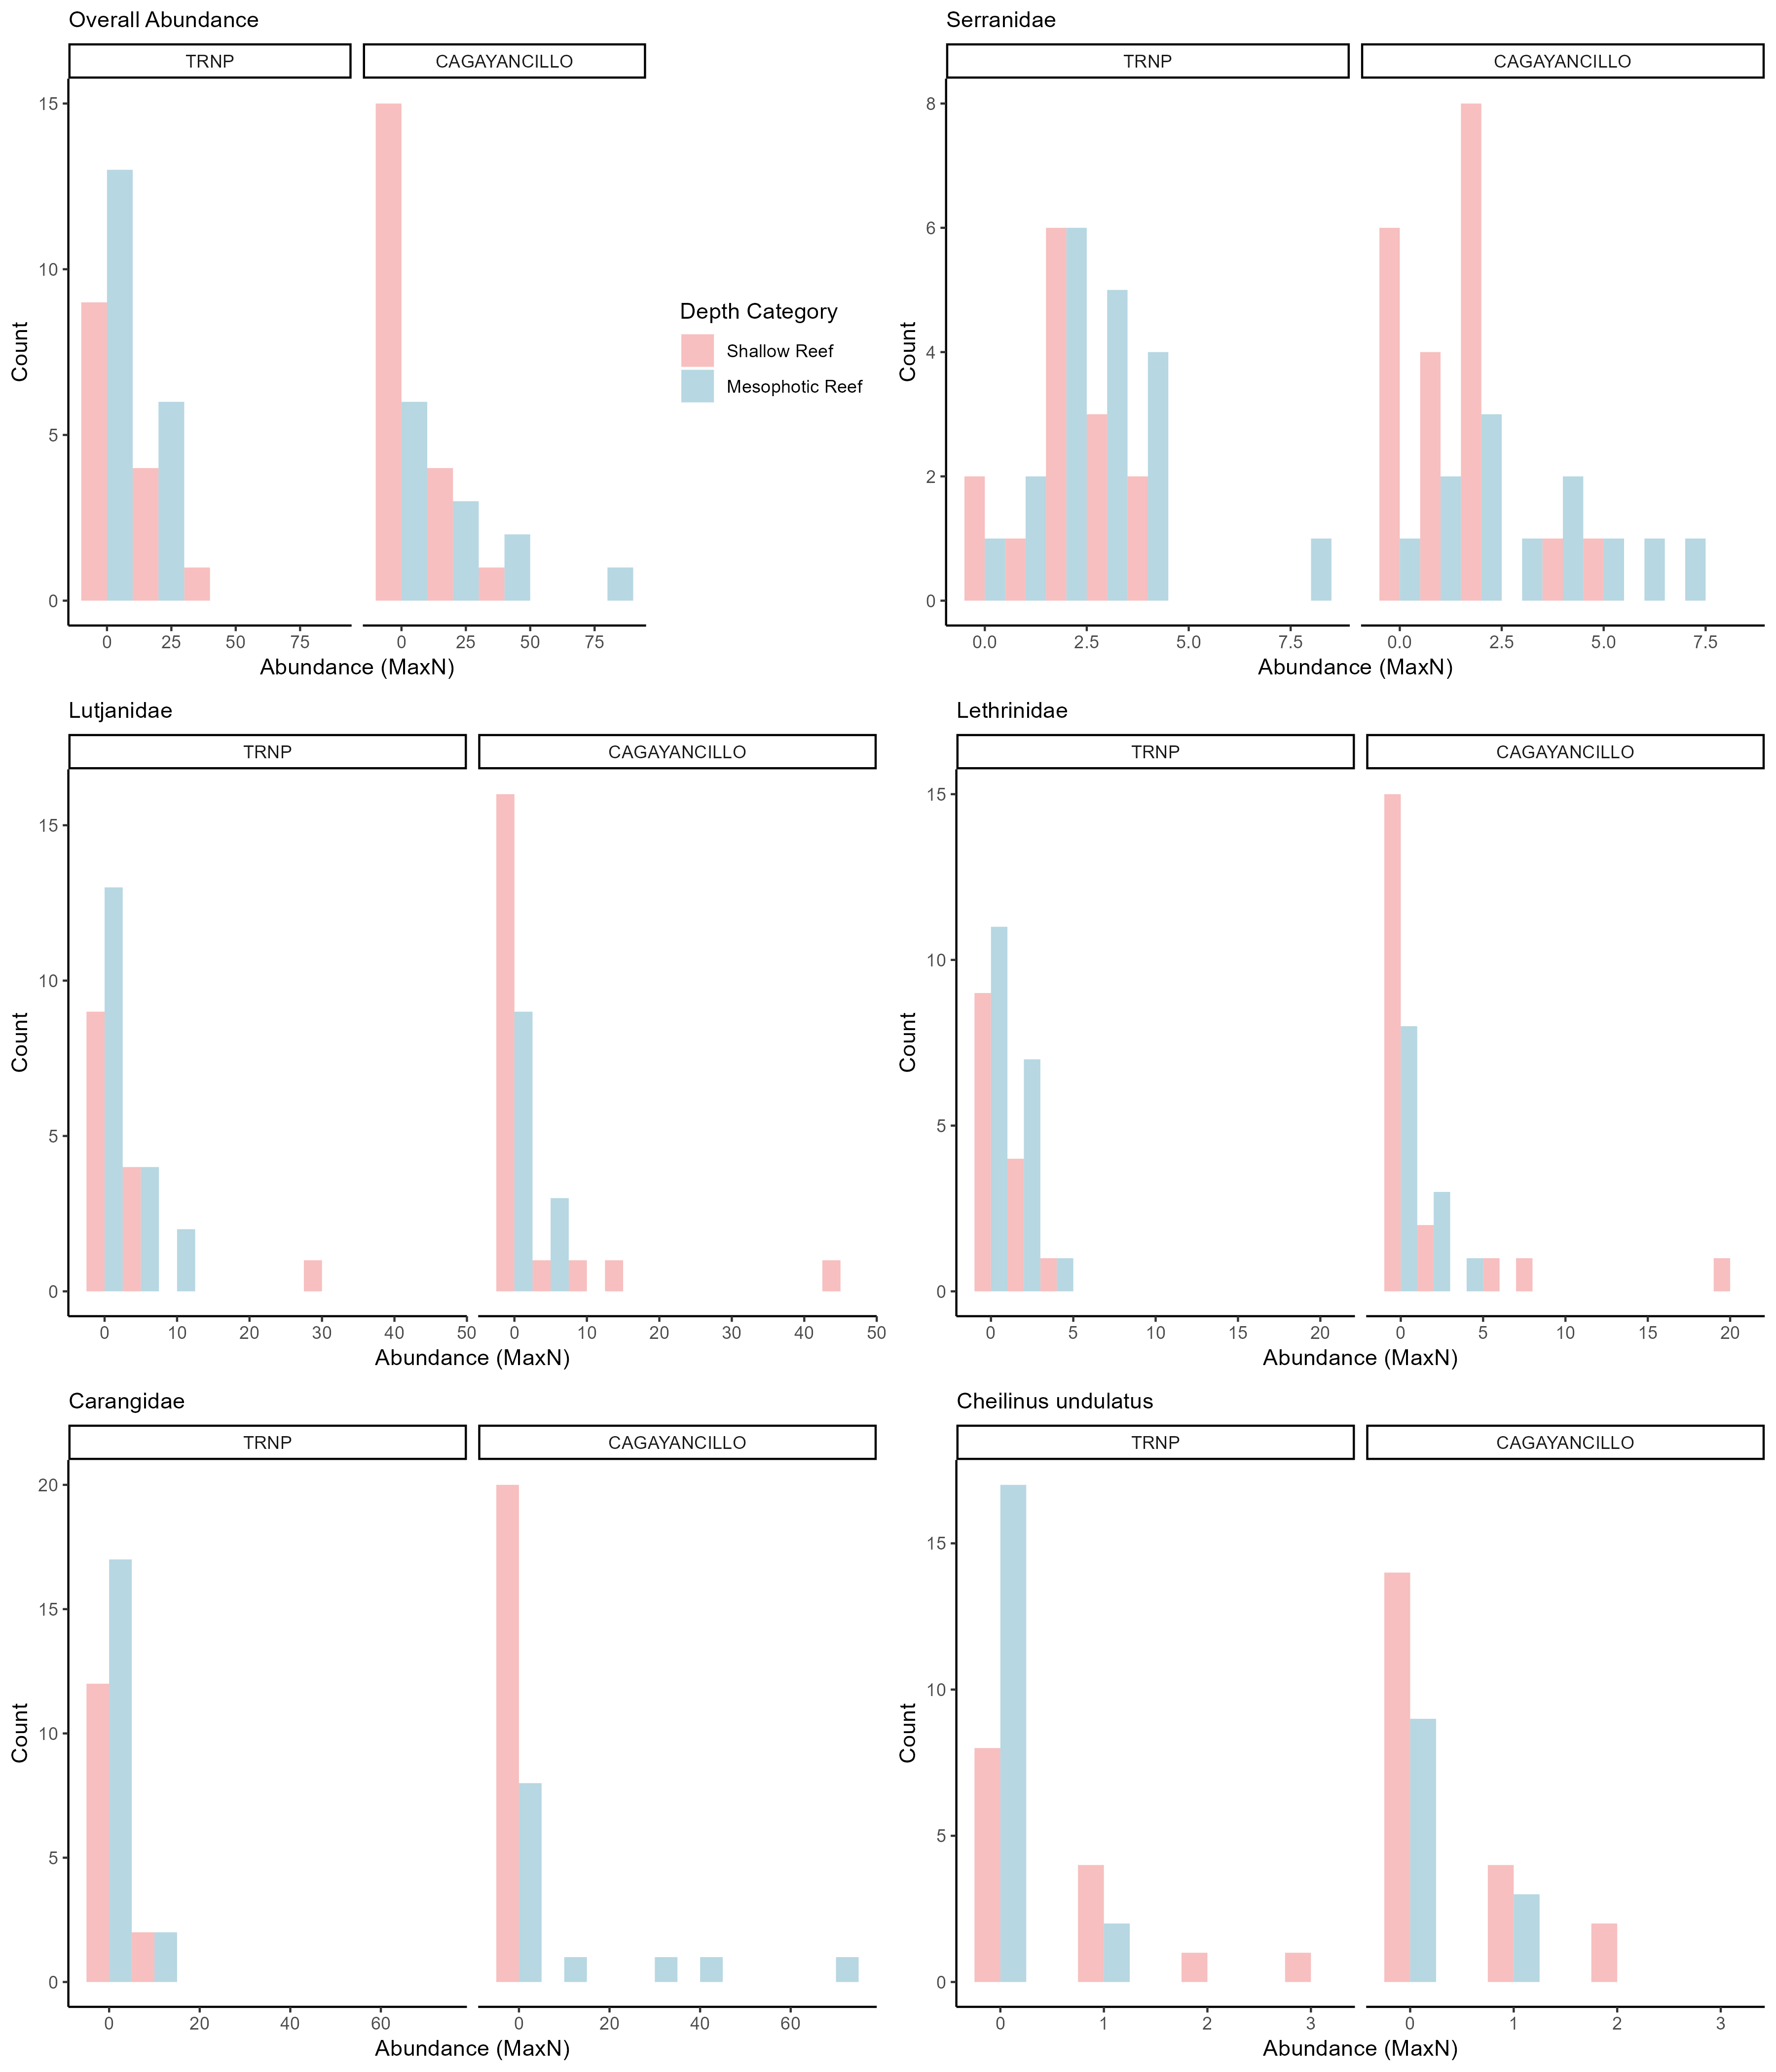 Overall Abundance
TRNP CAGAYANCILLO
15
10
5
0
Count
0 25 50 75 0 25 50 75
Abundance (MaxN)
Depth Category
Shallow Reef
Mesophotic Reef
Serranidae
TRNP CAGAYANCILLO
8
6
4
2
0
Count
0.0 2.5 5.0 7.5 0.0 2.5 5.0 7.5
Abundance (MaxN)
Lutjanidae
TRNP CAGAYANCILLO
15
10
5
0
Count
0 10 20 30 40 50 0 10 20 30 40 50
Abundance (MaxN)
Lethrinidae
TRNP CAGAYANCILLO
15
10
5
0
Count
0 5 10 15 20 0 5 10 15 20
Abundance (MaxN)
Carangidae
TRNP CAGAYANCILLO
20
15
10
5
0
Count
0 20 40 60 0 20 40 60
Abundance (MaxN)
Cheilinus undulatus
TRNP CAGAYANCILLO
15
10
5
0
Count
0 1 2 3 0 1 2 3
Abundance (MaxN)